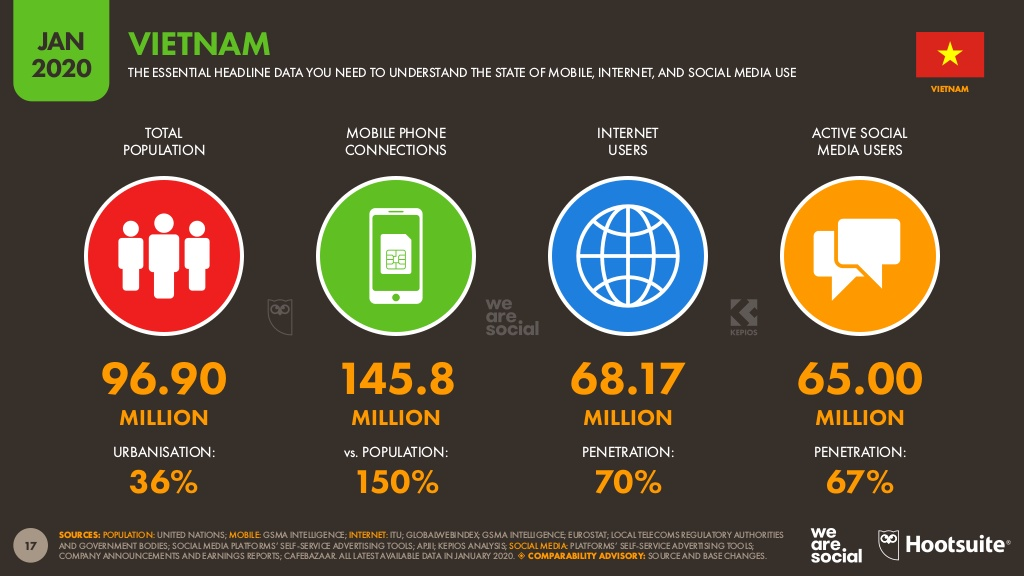 JAN
2020
VIETNAM
THE ESSENTIAL HEADLINE DATA YOU NEED TO UNDERSTAND THE STATE OF MOBILE, INTERNET, AND SOCIAL MEDIA USE
VIETNAM
TOTAL
POPULATION
MOBILE PHONE
CONNECTIONS
INTERNET
USERS
ACTIVE SOCIAL
MEDIA USERS
we
are
social
KEPIOS
96.90
MILLION
URBANISATION:
36%
145.8
MILLION
vs. POPULATION:
150%
68.17
MILLION
PENETRATION:
70%
65.00
MILLION
PENETRATION:
67%
17
SOURCES: POPULATION: UNITED NATIONS; MOBILE: GSMA INTELLIGENCE; INTERNET: ITU; GLOBALWEBINDEX; GSMA INTELLIGENCE; EUROSTAT; LOCAL TELECOMS REGULATORY AUTHORITIES
AND GOVERNMENT BODIES; SOCIAL MEDIA PLATFORMS' SELF-SERVICE ADVERTISING TOOLS; APJII; KEPIOS ANALYSIS; SOCIAL MEDIA: PLATFORMS' SELF-SERVICE ADVERTISING TOOLS;
COMPANY ANNOUNCEMENTS AND EARNINGS REPORTS; CAFEBAZAAR. ALL LATEST AVAILABLE DATA IN JANUARY 2020. ◈ COMPARABILITY ADVISORY: SOURCE AND BASE CHANGES.
we
are
social
Hootsuite®